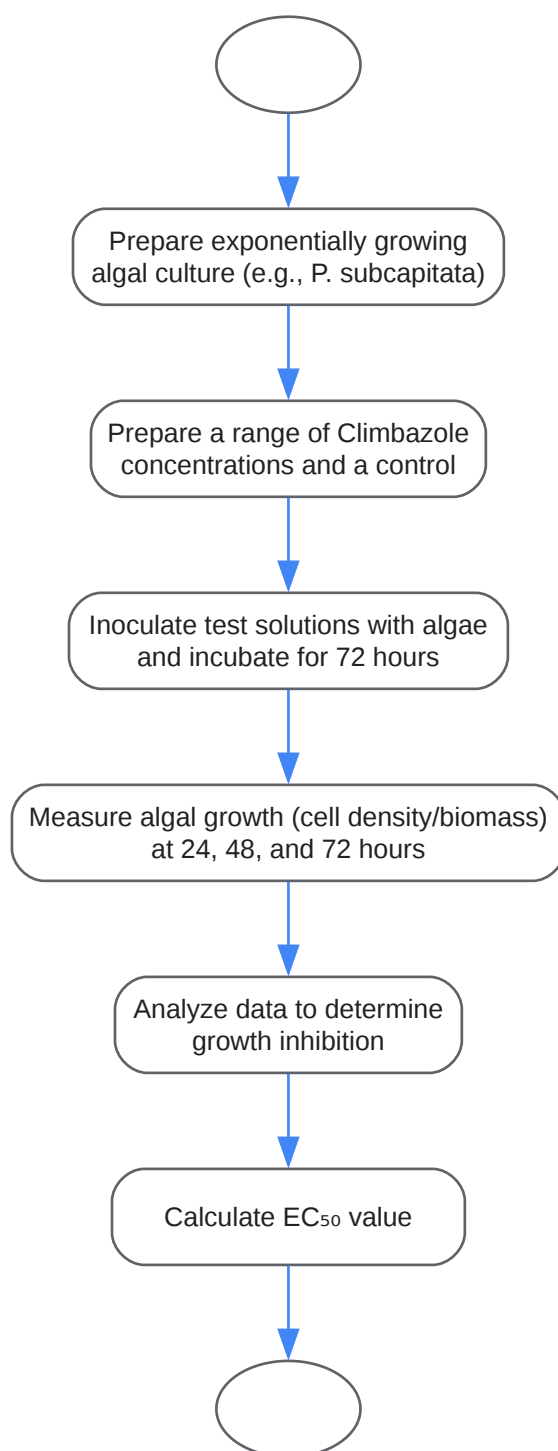 Prepare exponentially growing
algal culture (e.g., P. subcapitata)
Prepare a range of Climbazole
concentrations and a control
Inoculate test solutions with algae
and incubate for 72 hours
Measure algal growth (cell density/biomass)
at 24, 48, and 72 hours
Analyze data to determine
growth inhibition
Calculate EC₅₀ value